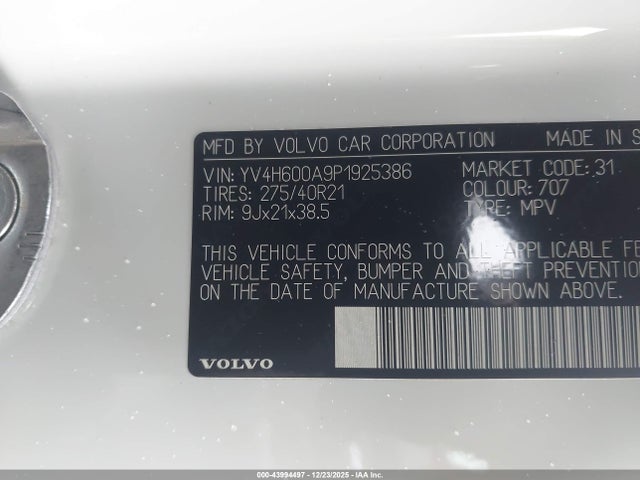 MFD BY VOLVO CAR CORPORATION MADE IN S
VIN: YV4H600A9P1925386 MARKET CODE: 31
TIRES: 275/40R21 COLOUR: 707
RIM: 9Jx21x38.5 TYPE: MPV
THIS VEHICLE CONFORMS TO ALL APPLICABLE FE
VEHICLE SAFETY, BUMPER AND THEFT PREVENTION
ON THE DATE OF MANUFACTURE SHOWN ABOVE.
VOLVO
000-43994497 - 12/23/2025 - IAA Inc.